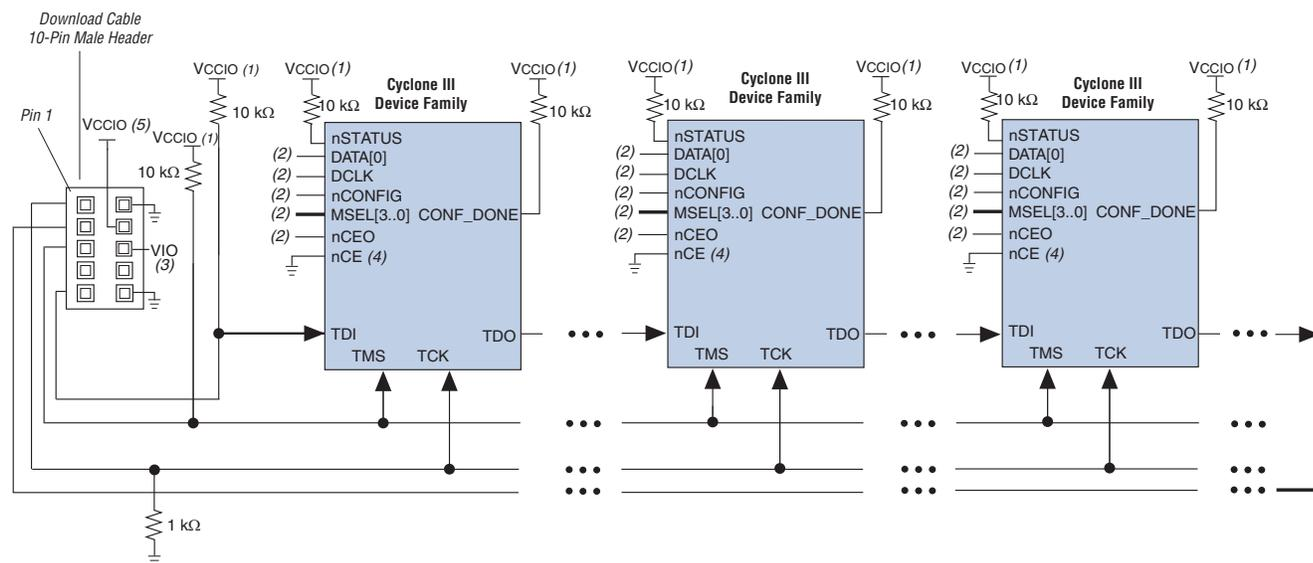 Download Cable
10-Pin Male Header
Pin 1
VCCIO (5)
VCCIO (1)
10 kΩ
VCCIO (1)
10 kΩ
VIO
(3)
1 kΩ
VCCIO (1)
10 kΩ
Cyclone III
Device Family
VCCIO (1)
10 kΩ
nSTATUS
(2) DATA[0]
(2) DCLK
(2) nCONFIG
(2) MSEL[3..0] CONF_DONE
(2) nCEO
nCE (4)
TDI TDO
TMS TCK
VCCIO (1)
10 kΩ
Cyclone III
Device Family
VCCIO (1)
10 kΩ
nSTATUS
(2) DATA[0]
(2) DCLK
(2) nCONFIG
(2) MSEL[3..0] CONF_DONE
(2) nCEO
nCE (4)
TDI TDO
TMS TCK
VCCIO (1)
10 kΩ
Cyclone III
Device Family
VCCIO (1)
10 kΩ
nSTATUS
(2) DATA[0]
(2) DCLK
(2) nCONFIG
(2) MSEL[3..0] CONF_DONE
(2) nCEO
nCE (4)
TDI TDO
TMS TCK